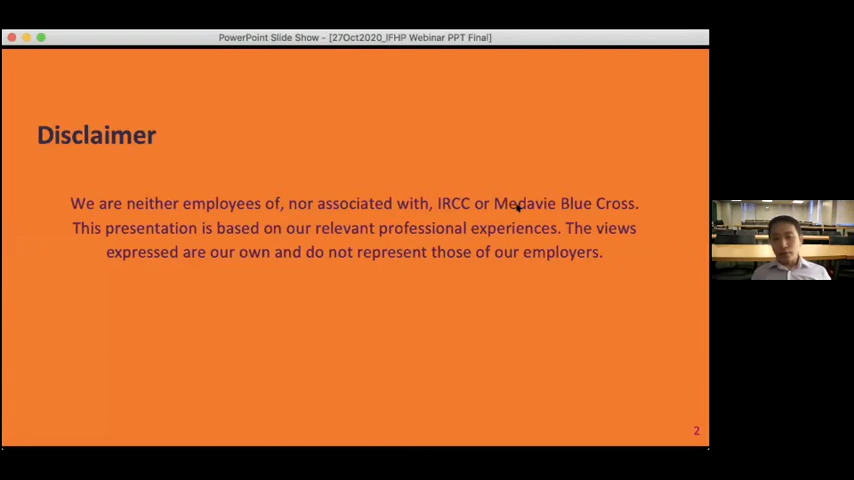 PowerPoint Slide Show - [27Oct2020_IFHP Webinar PPT Final]
Disclaimer
We are neither employees of, nor associated with, IRCC or Medavie Blue Cross.
This presentation is based on our relevant professional experiences. The views
expressed are our own and do not represent those of our employers.
2